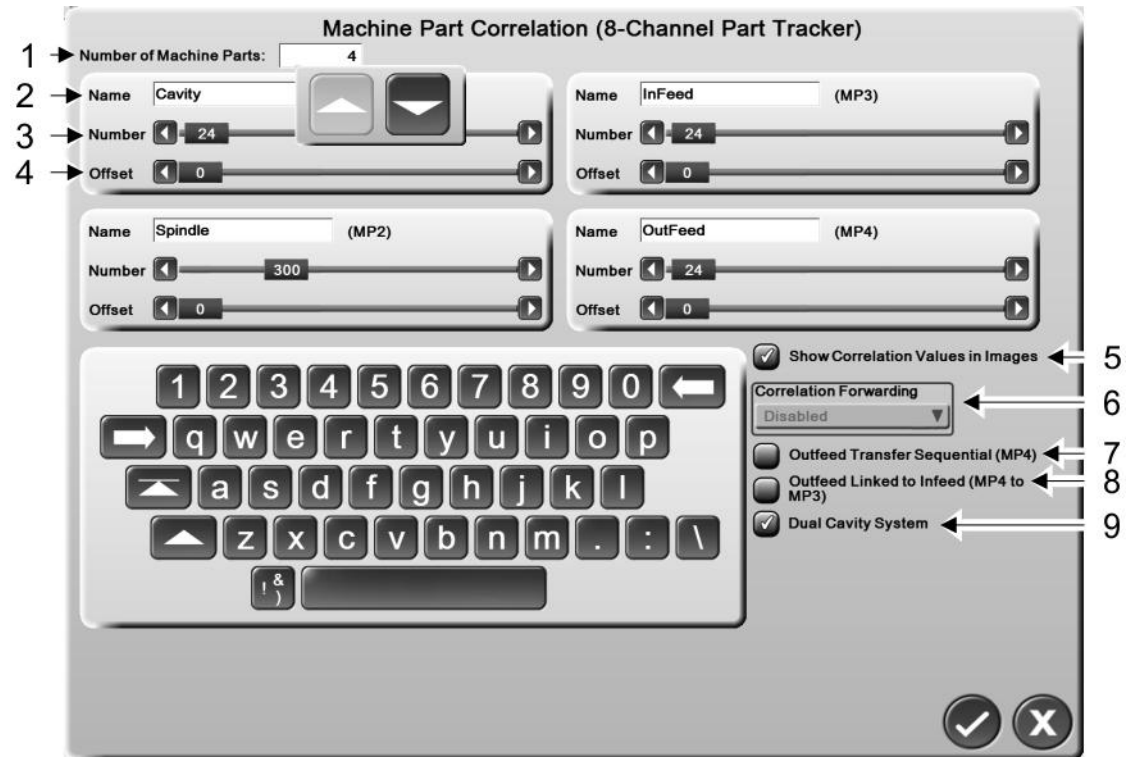 Machine Part Correlation (8-Channel Part Tracker)
1 Number of Machine Parts: 4
2 Name Cavity
3 Number 24
4 Offset 0
Name InFeed (MP3)
Number 24
Offset 0
Name Spindle (MP2)
Number 300
Offset 0
Name OutFeed (MP4)
Number 24
Offset 0
1 2 3 4 5 6 7 8 9 0
q w e r t y u i o p
a s d f g h j k l
z x c v b n m . : \
! & )
Show Correlation Values in Images 5
Correlation Forwarding
Disabled 6
Outfeed Transfer Sequential (MP4) 7
Outfeed Linked to Infeed (MP4 to 8
MP3)
Dual Cavity System 9
X